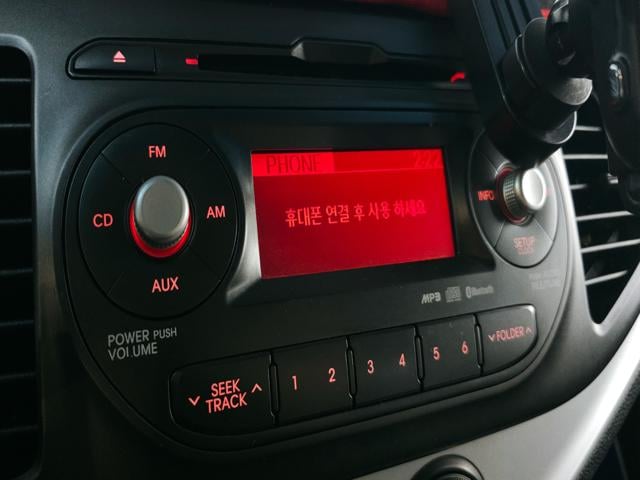 FM
CD
AM
AUX
POWER PUSH
VOLUME
PHONE
휴대폰 연결 후 사용 하세요
INFO
SETUP
MP3
Bluetooth
SEEK
TRACK
1 2
3 4
5 6
FOLDER